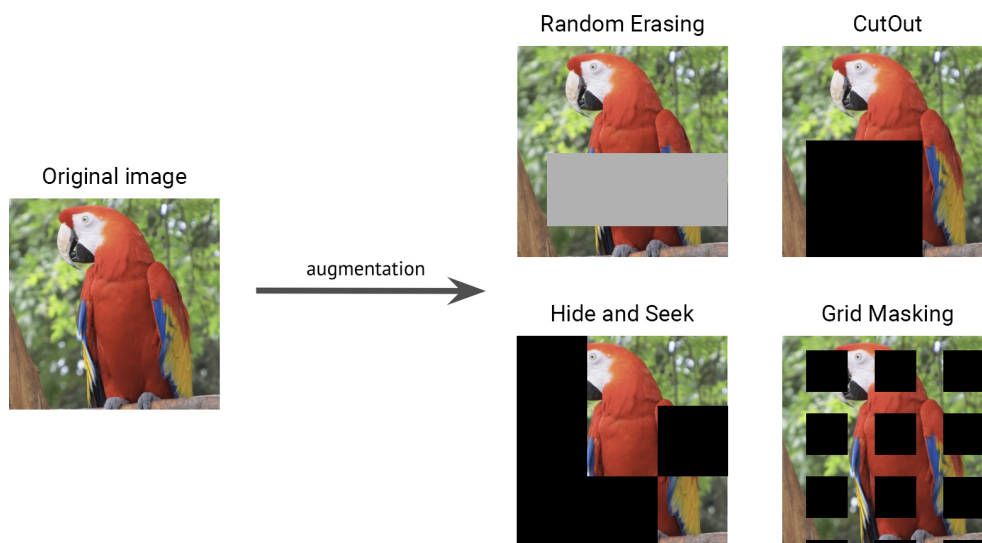 Random Erasing
CutOut
Original image
augmentation
Hide and Seek
Grid Masking